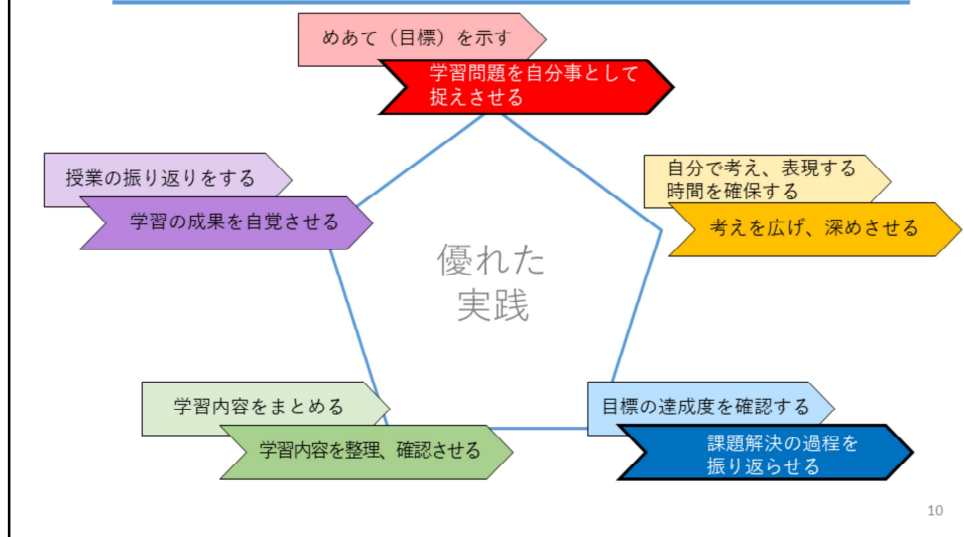 めあて（目標）を示す
学習問題を自分事として
捉えさせる
授業の振り返りをする
学習の成果を自覚させる
自分で考え、表現する
時間を確保する
考えを広げ、深めさせる
優れた
実践
学習内容をまとめる
学習内容を整理、確認させる
目標の達成度を確認する
課題解決の過程を
振り返らせる
10